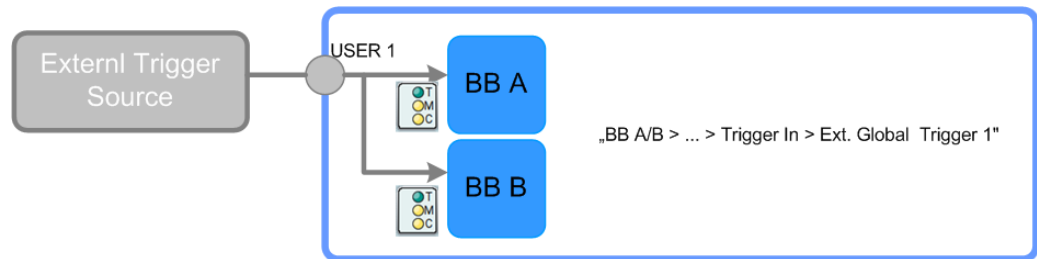 Externl Trigger
Source
USER 1
T
M
C
BB A
„BB A/B > ... > Trigger In > Ext. Global  Trigger 1"
T
M
C
BB B